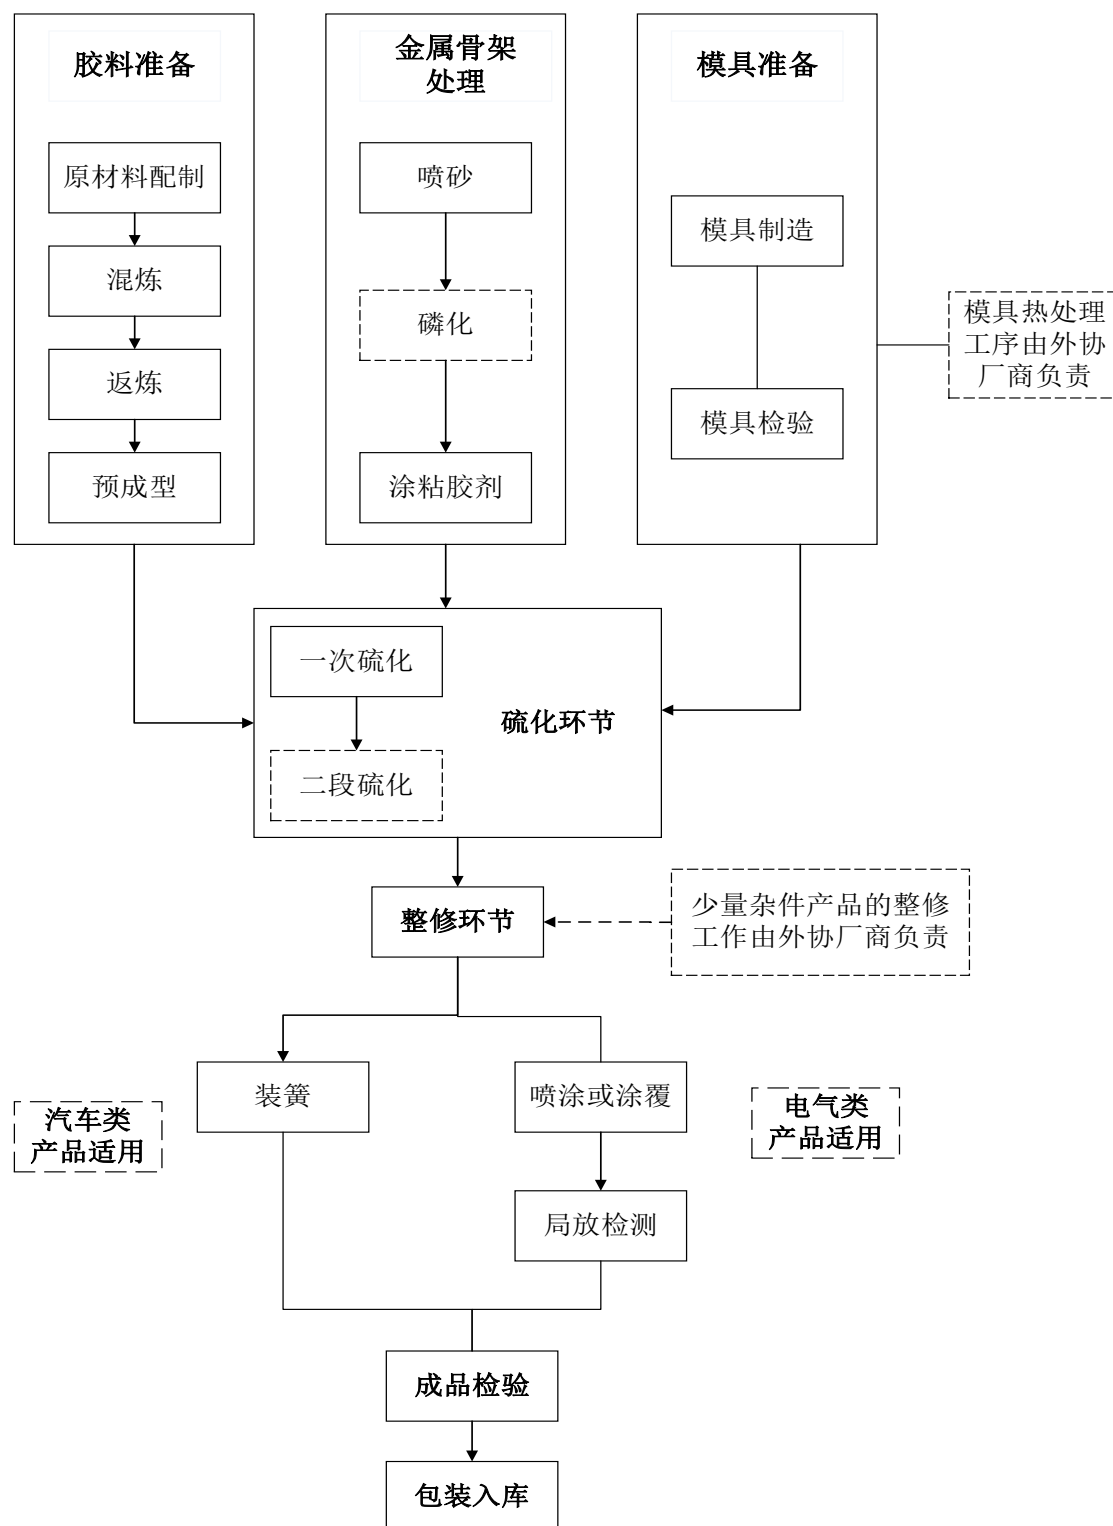 胶料准备
原材料配制
混炼
返炼
预成型
金属骨架
处理
喷砂
磷化
涂粘胶剂
模具准备
模具制造
模具检验
模具热处理
工序由外协
厂商负责
一次硫化
二段硫化
硫化环节
整修环节
少量杂件产品的整修
工作由外协厂商负责
汽车类
产品适用
装簧
喷涂或涂覆
局放检测
电气类
产品适用
成品检验
包装入库